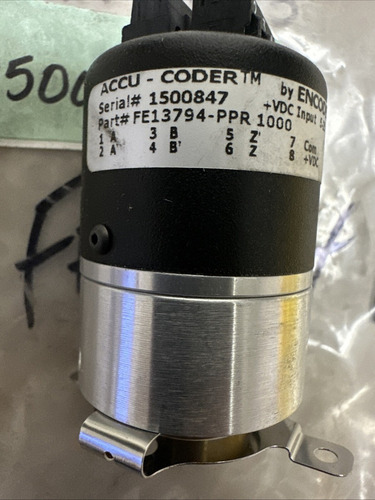 500
ACCU - CODER™ by ENCOD
Serial# 1500847 +VDC Input
Part# FE13794-PPR 1000
1 A 3 B 5 Z' 7 Com
2 A' 4 B' 6 Z 8 +VDC